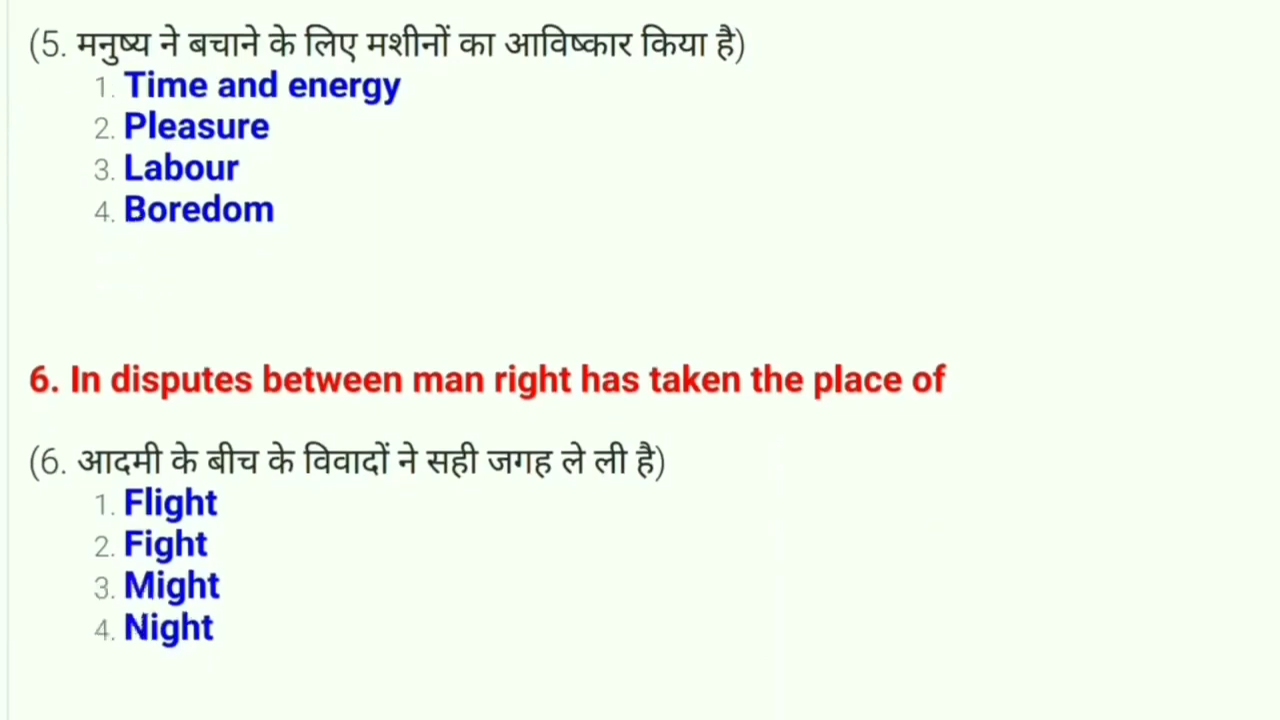 (5. मनुष्य ने बचाने के लिए मशीनों का आविष्कार किया है)
1. Time and energy
2. Pleasure
3. Labour
4. Boredom
6. In disputes between man right has taken the place of
(6. आदमी के बीच के विवादों ने सही जगह ले ली है)
1. Flight
2. Fight
3. Might
4. Night